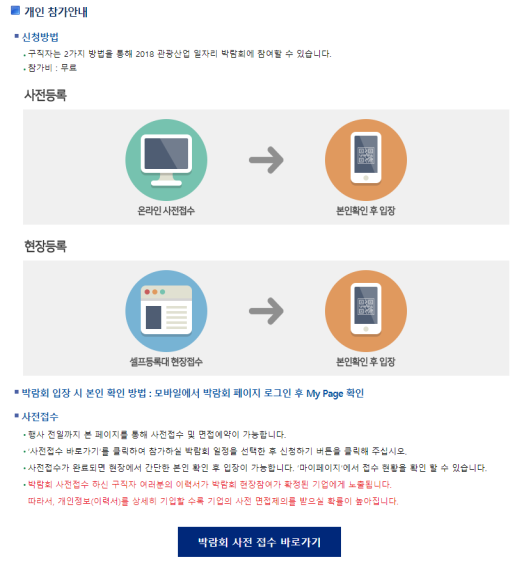 개인 참가안내
신청방법
구직자는 2가지 방법을 통해 2018 관광산업 일자리 박람회에 참여할 수 있습니다.
참가비 : 무료
사전등록
온라인 사전접수
본인확인 후 입장
현장등록
셀프등록대 현장접수
본인확인 후 입장
박람회 입장 시 본인 확인 방법 : 모바일에서 박람회 페이지 로그인 후 My Page 확인
사전접수
행사 전일까지 본 페이지를 통해 사전접수 및 면접예약이 가능합니다.
'사전접수 바로가기'를 클릭하여 참가하실 박람회 일정을 선택한 후 신청하기 버튼을 클릭해 주십시오.
사전접수가 완료되면 현장에서 간단한 본인 확인 후 입장이 가능합니다. '마이페이지'에서 접수 현황을 확인 할 수 있습니다.
박람회 사전접수 하신 구직자 여러분의 이력서가 박람회 현장참여가 확정된 기업에게 노출됩니다.
따라서, 개인정보(이력서)를 상세히 기입할 수록 기업의 사전 면접제의를 받으실 확률이 높아집니다.
박람회 사전 접수 바로가기